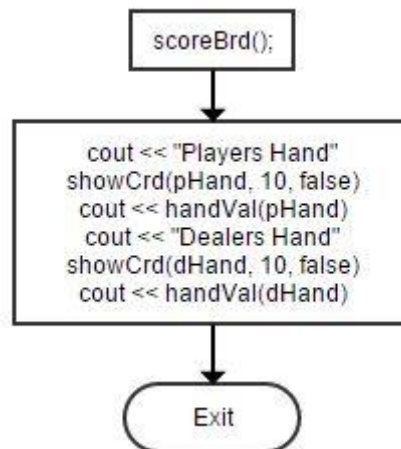 scoreBrd();
cout << "Players Hand"
showCrd(pHand, 10, false)
cout << handVal(pHand)
cout << "Dealers Hand"
showCrd(dHand, 10, false)
cout << handVal(dHand)
Exit